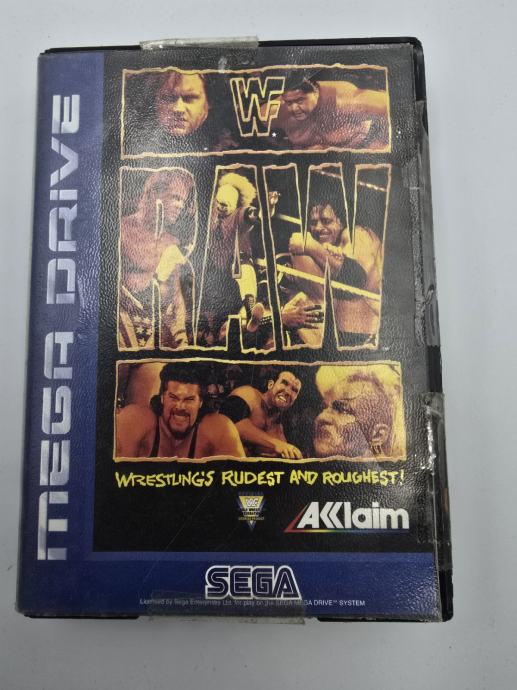 MEGA DRIVE
WF
RAW
WRESTLING'S RUDEST AND ROUGHEST!
AKKlaim
SEGA
Licensed by Sega Enterprises Ltd. for play on the SEGA MEGA DRIVE™ SYSTEM